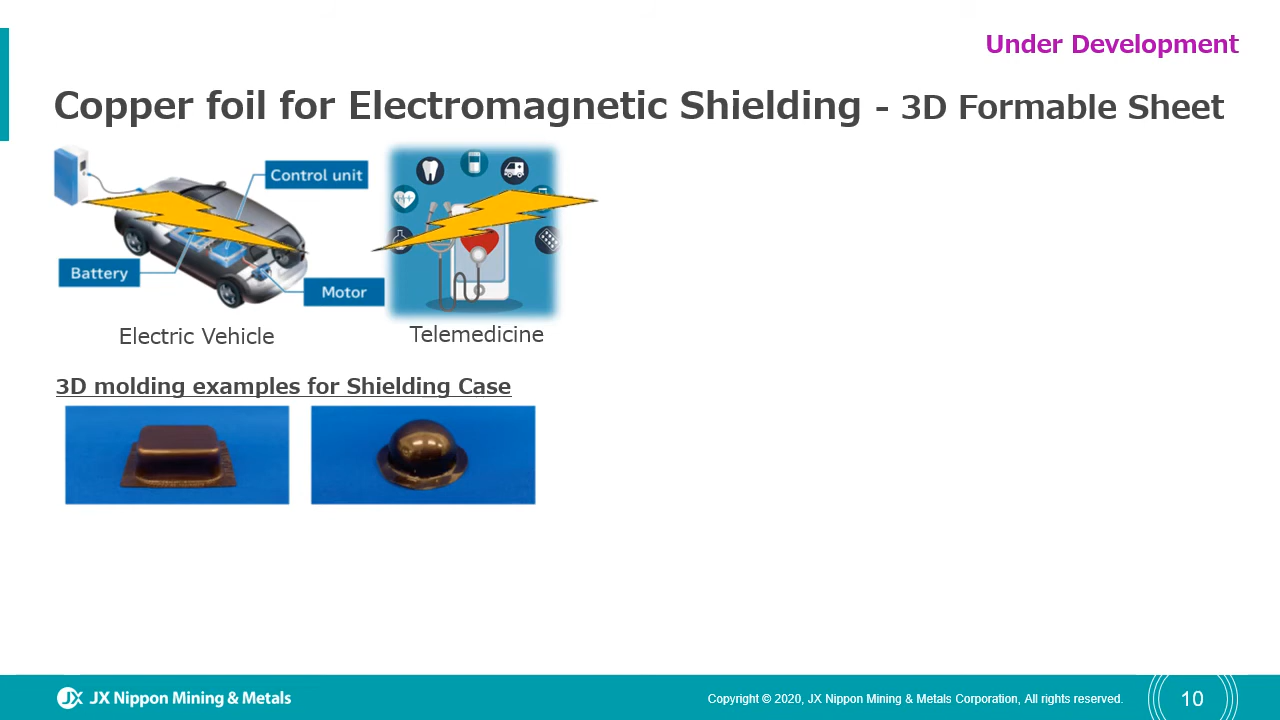 Under Development
Copper foil for Electromagnetic Shielding - 3D Formable Sheet
Control unit
Battery
Motor
Electric Vehicle
Telemedicine
3D molding examples for Shielding Case
JX JX Nippon Mining & Metals
Copyright © 2020, JX Nippon Mining & Metals Corporation, All rights reserved.
10